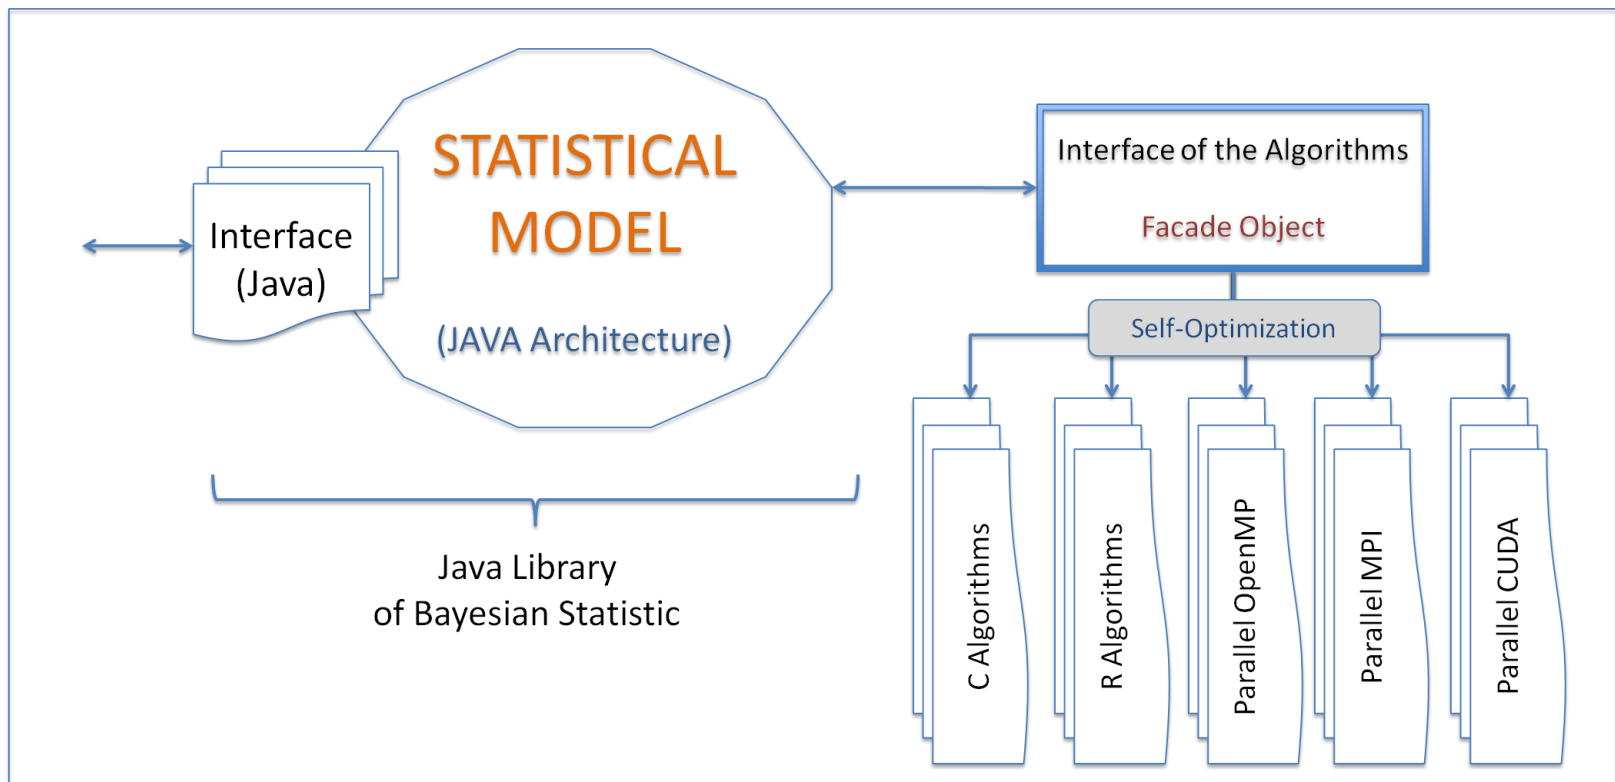 STATISTICAL
MODEL
(JAVA Architecture)
Interface
(Java)
Java Library
of Bayesian Statistic
Interface of the Algorithms
Facade Object
Self-Optimization
C Algorithms
R Algorithms
Parallel OpenMP
Parallel MPI
Parallel CUDA